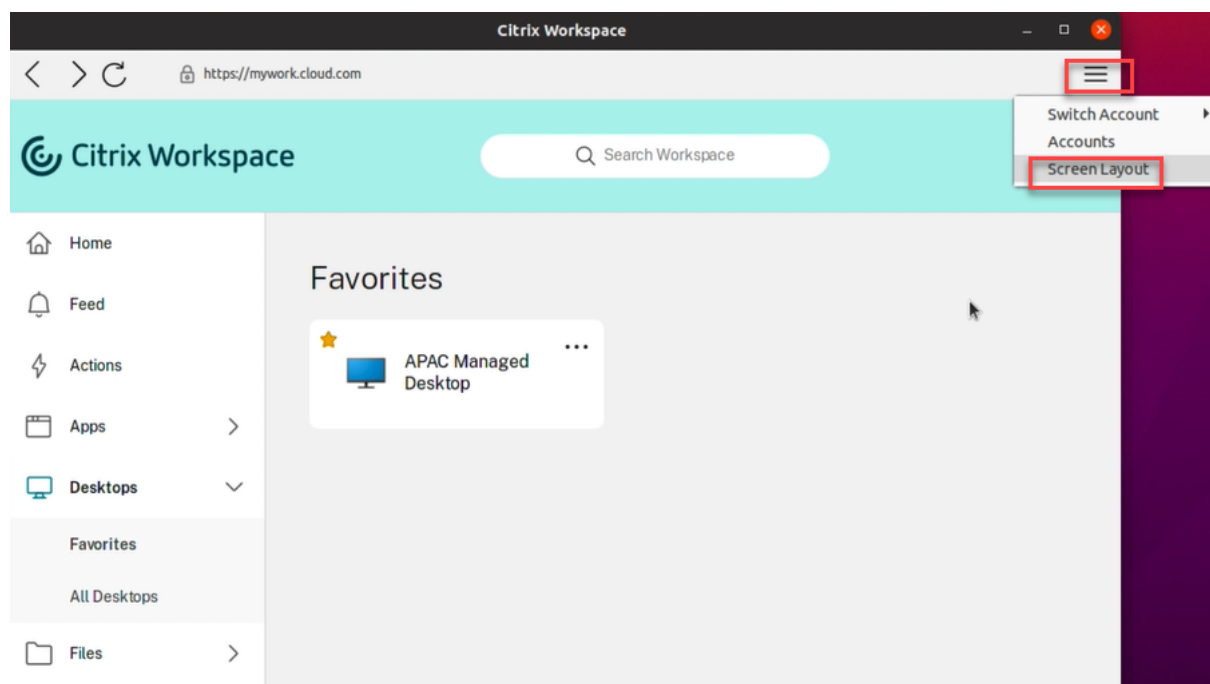 Citrix Workspace
https://mywork.cloud.com
Switch Account
Accounts
Screen Layout
Citrix Workspace
Search Workspace
Home
Feed
Actions
Apps
Desktops
Favorites
All Desktops
Files
Favorites
APAC Managed
Desktop